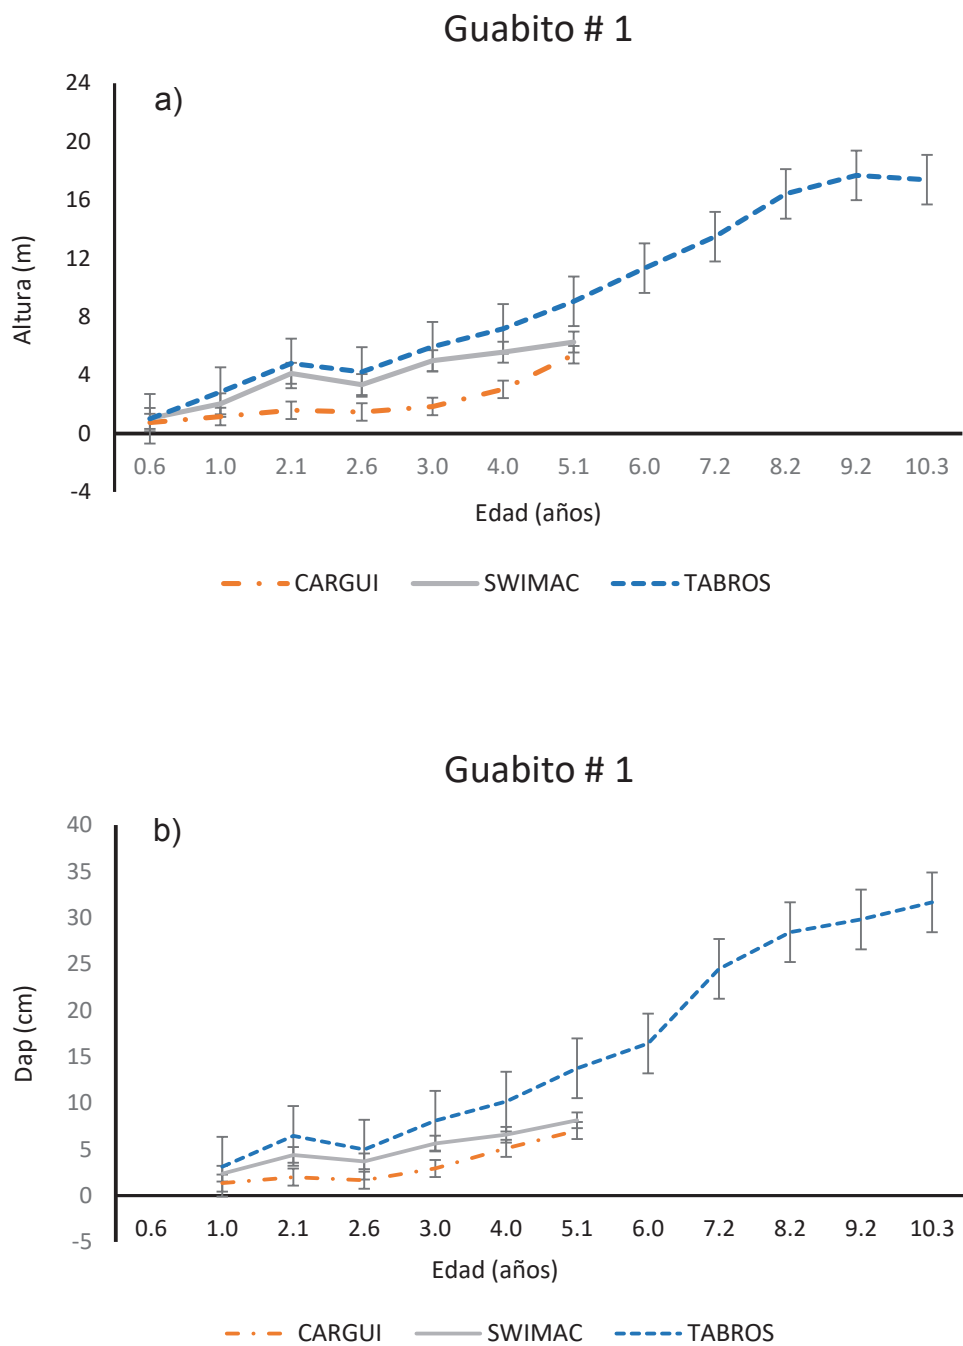 Guabito # 1
a)
24
20
16
12
8
4
0
-4
Altura (m)
0.6 1.0 2.1 2.6 3.0 4.0 5.1 6.0 7.2 8.2 9.2 10.3
Edad (años)
CARGUI SWIMAC TABROS
Guabito # 1
b)
40
35
30
25
20
15
10
5
0
-5
Dap (cm)
0.6 1.0 2.1 2.6 3.0 4.0 5.1 6.0 7.2 8.2 9.2 10.3
Edad (años)
CARGUI SWIMAC TABROS